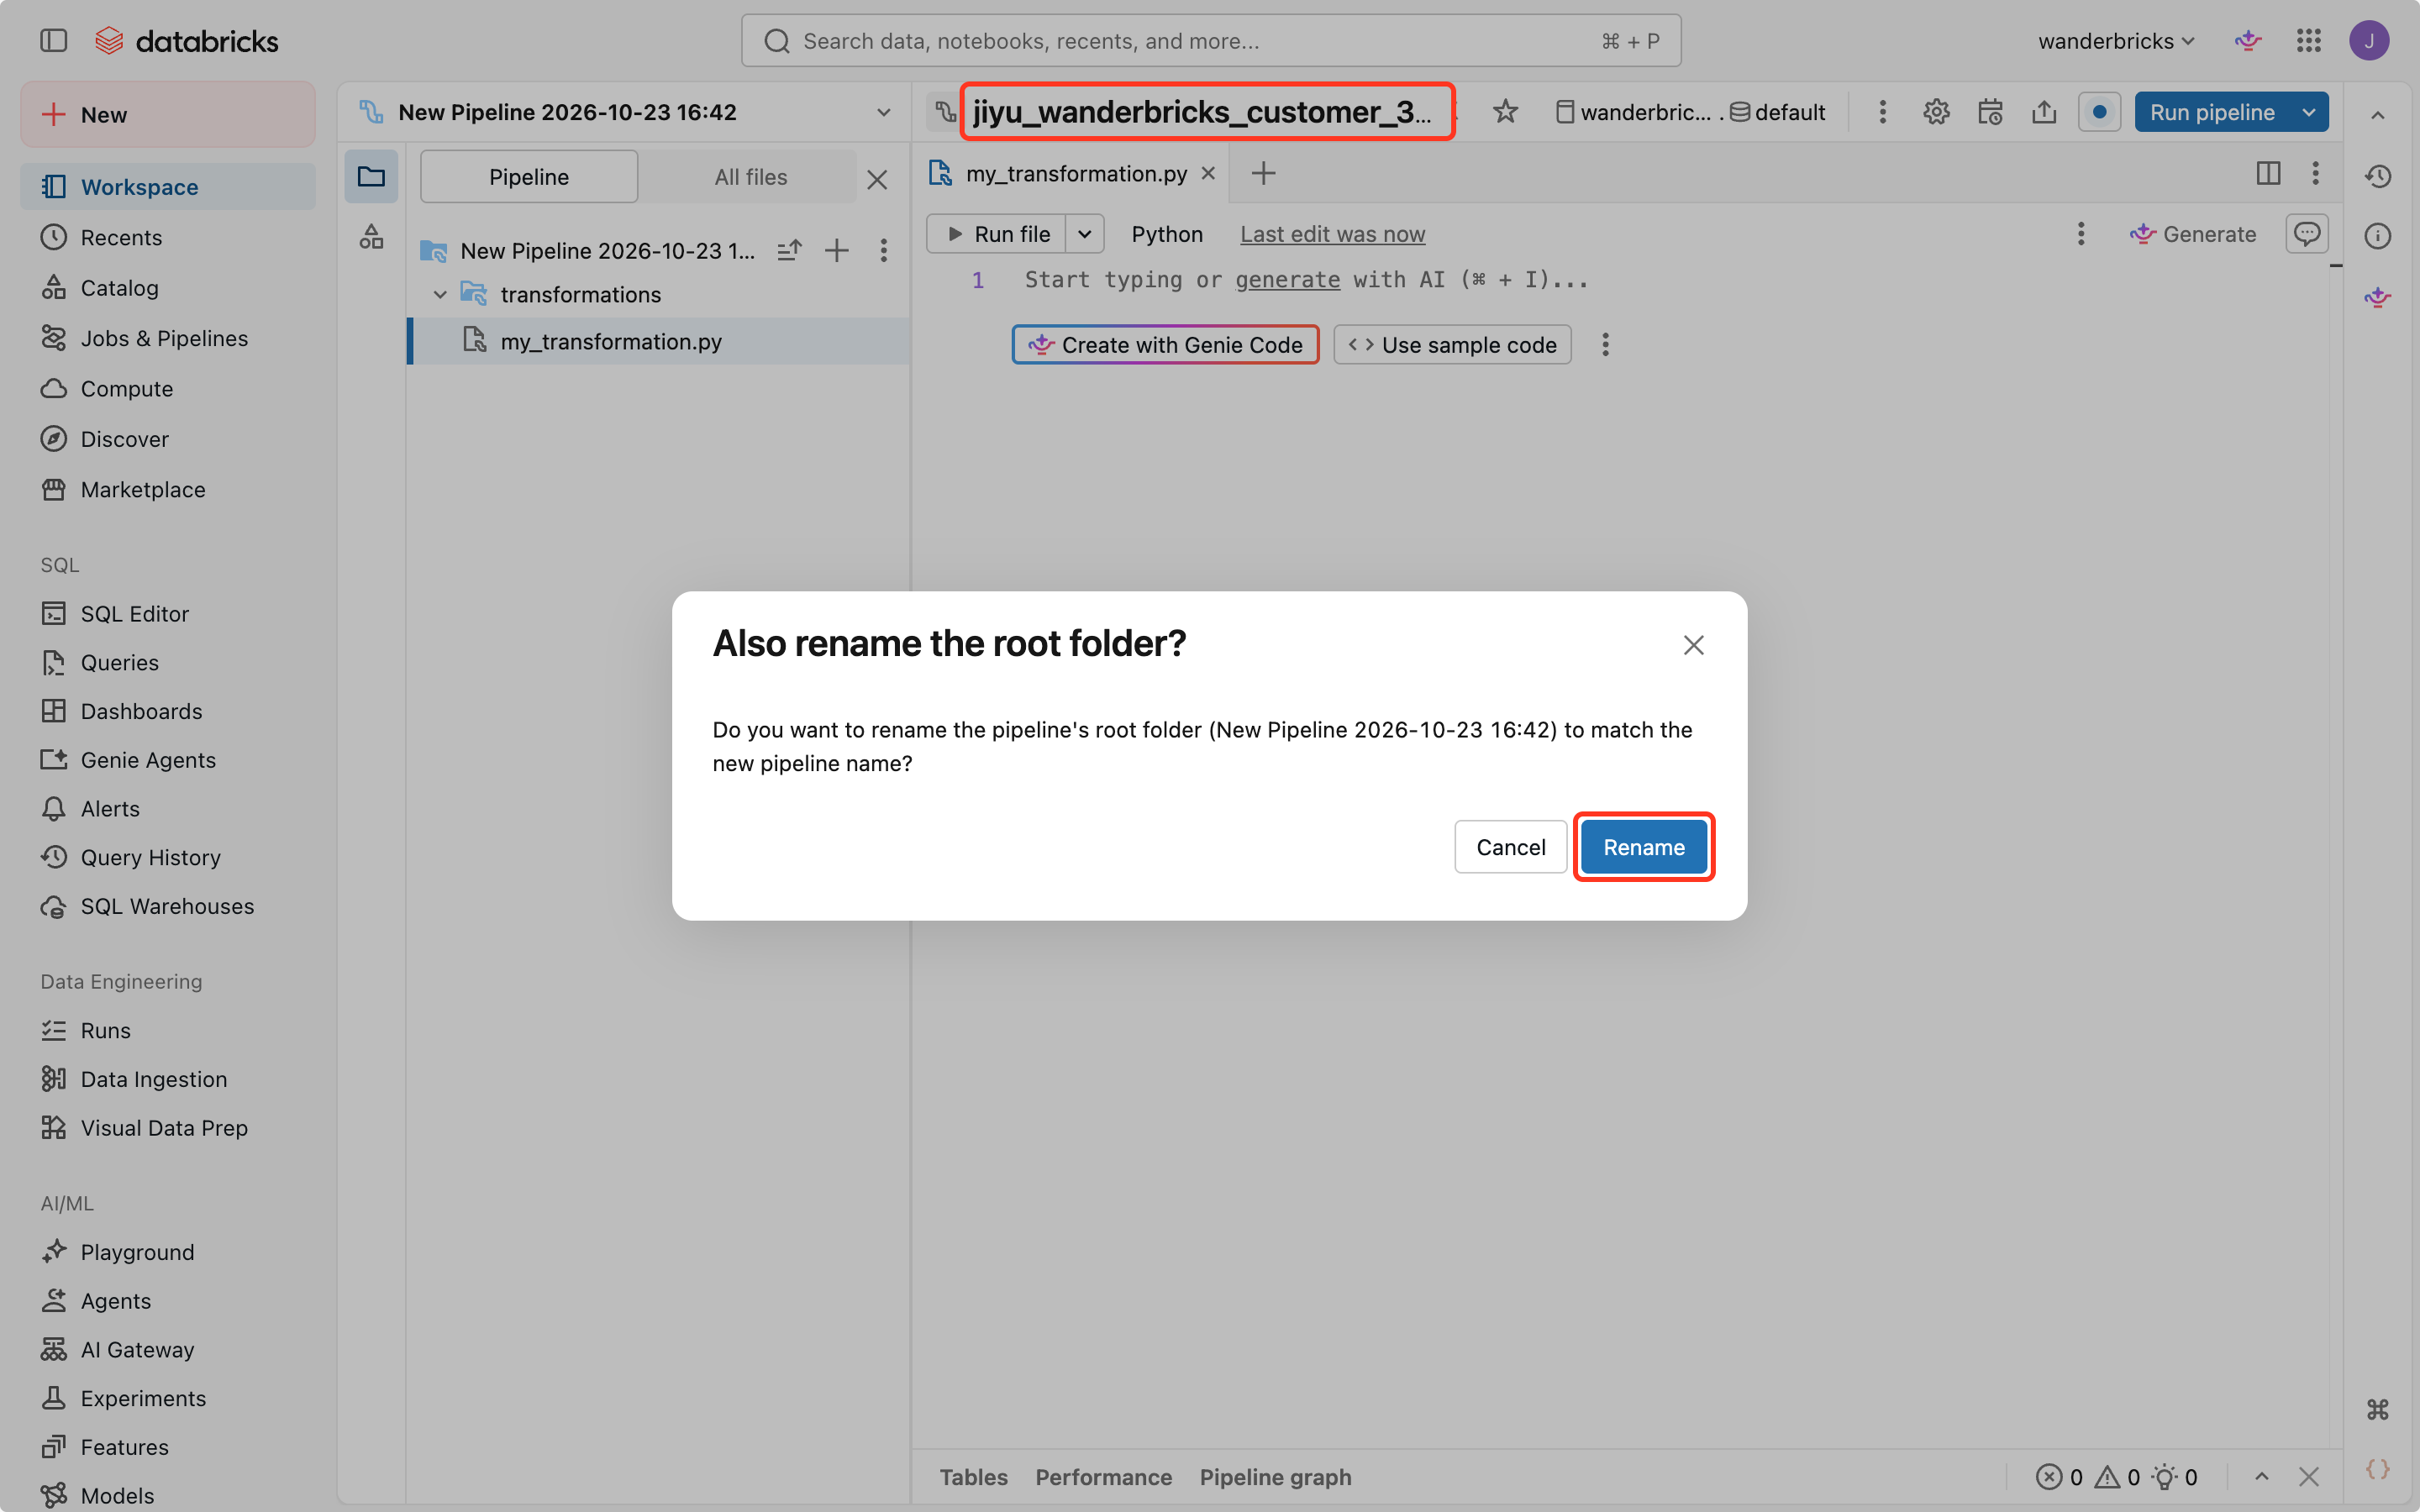 databricks
Search data, notebooks, recents, and more...
⌘ + P
wanderbricks
J
New
Workspace
Recents
Catalog
Jobs & Pipelines
Compute
Discover
Marketplace
SQL
SQL Editor
Queries
Dashboards
Genie Agents
Alerts
Query History
SQL Warehouses
Data Engineering
Runs
Data Ingestion
Visual Data Prep
AI/ML
Playground
Agents
AI Gateway
Experiments
Features
Models
New Pipeline 2026-10-23 16:42
Pipeline
All files
New Pipeline 2026-10-23 1...
transformations
my_transformation.py
jiyu_wanderbricks_customer_3...
wanderbric... . default
Run pipeline
my_transformation.py
Run file
Python
Last edit was now
Generate
1 Start typing or generate with AI (⌘ + I)...
Create with Genie Code
Use sample code
Also rename the root folder?
Do you want to rename the pipeline's root folder (New Pipeline 2026-10-23 16:42) to match the
new pipeline name?
Cancel
Rename
Tables
Performance
Pipeline graph
0 0 0